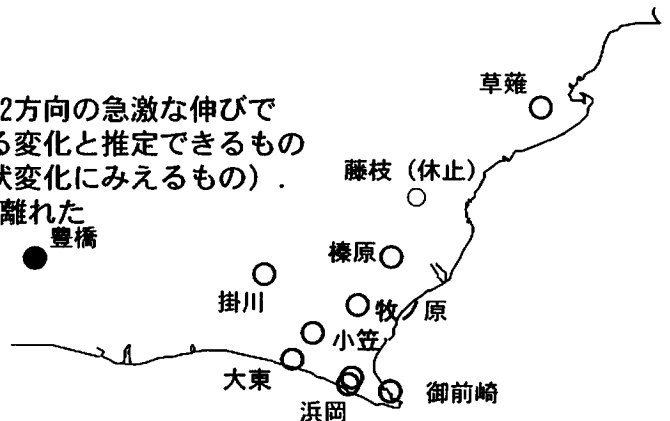 草薙
2方向の急激な伸びで
る変化と推定できるもの
状変化にみえるもの）．
離れた
藤枝（休止）
豊橋
榛原
掛川
牧ノ原
小笠
大東
御前崎
浜岡